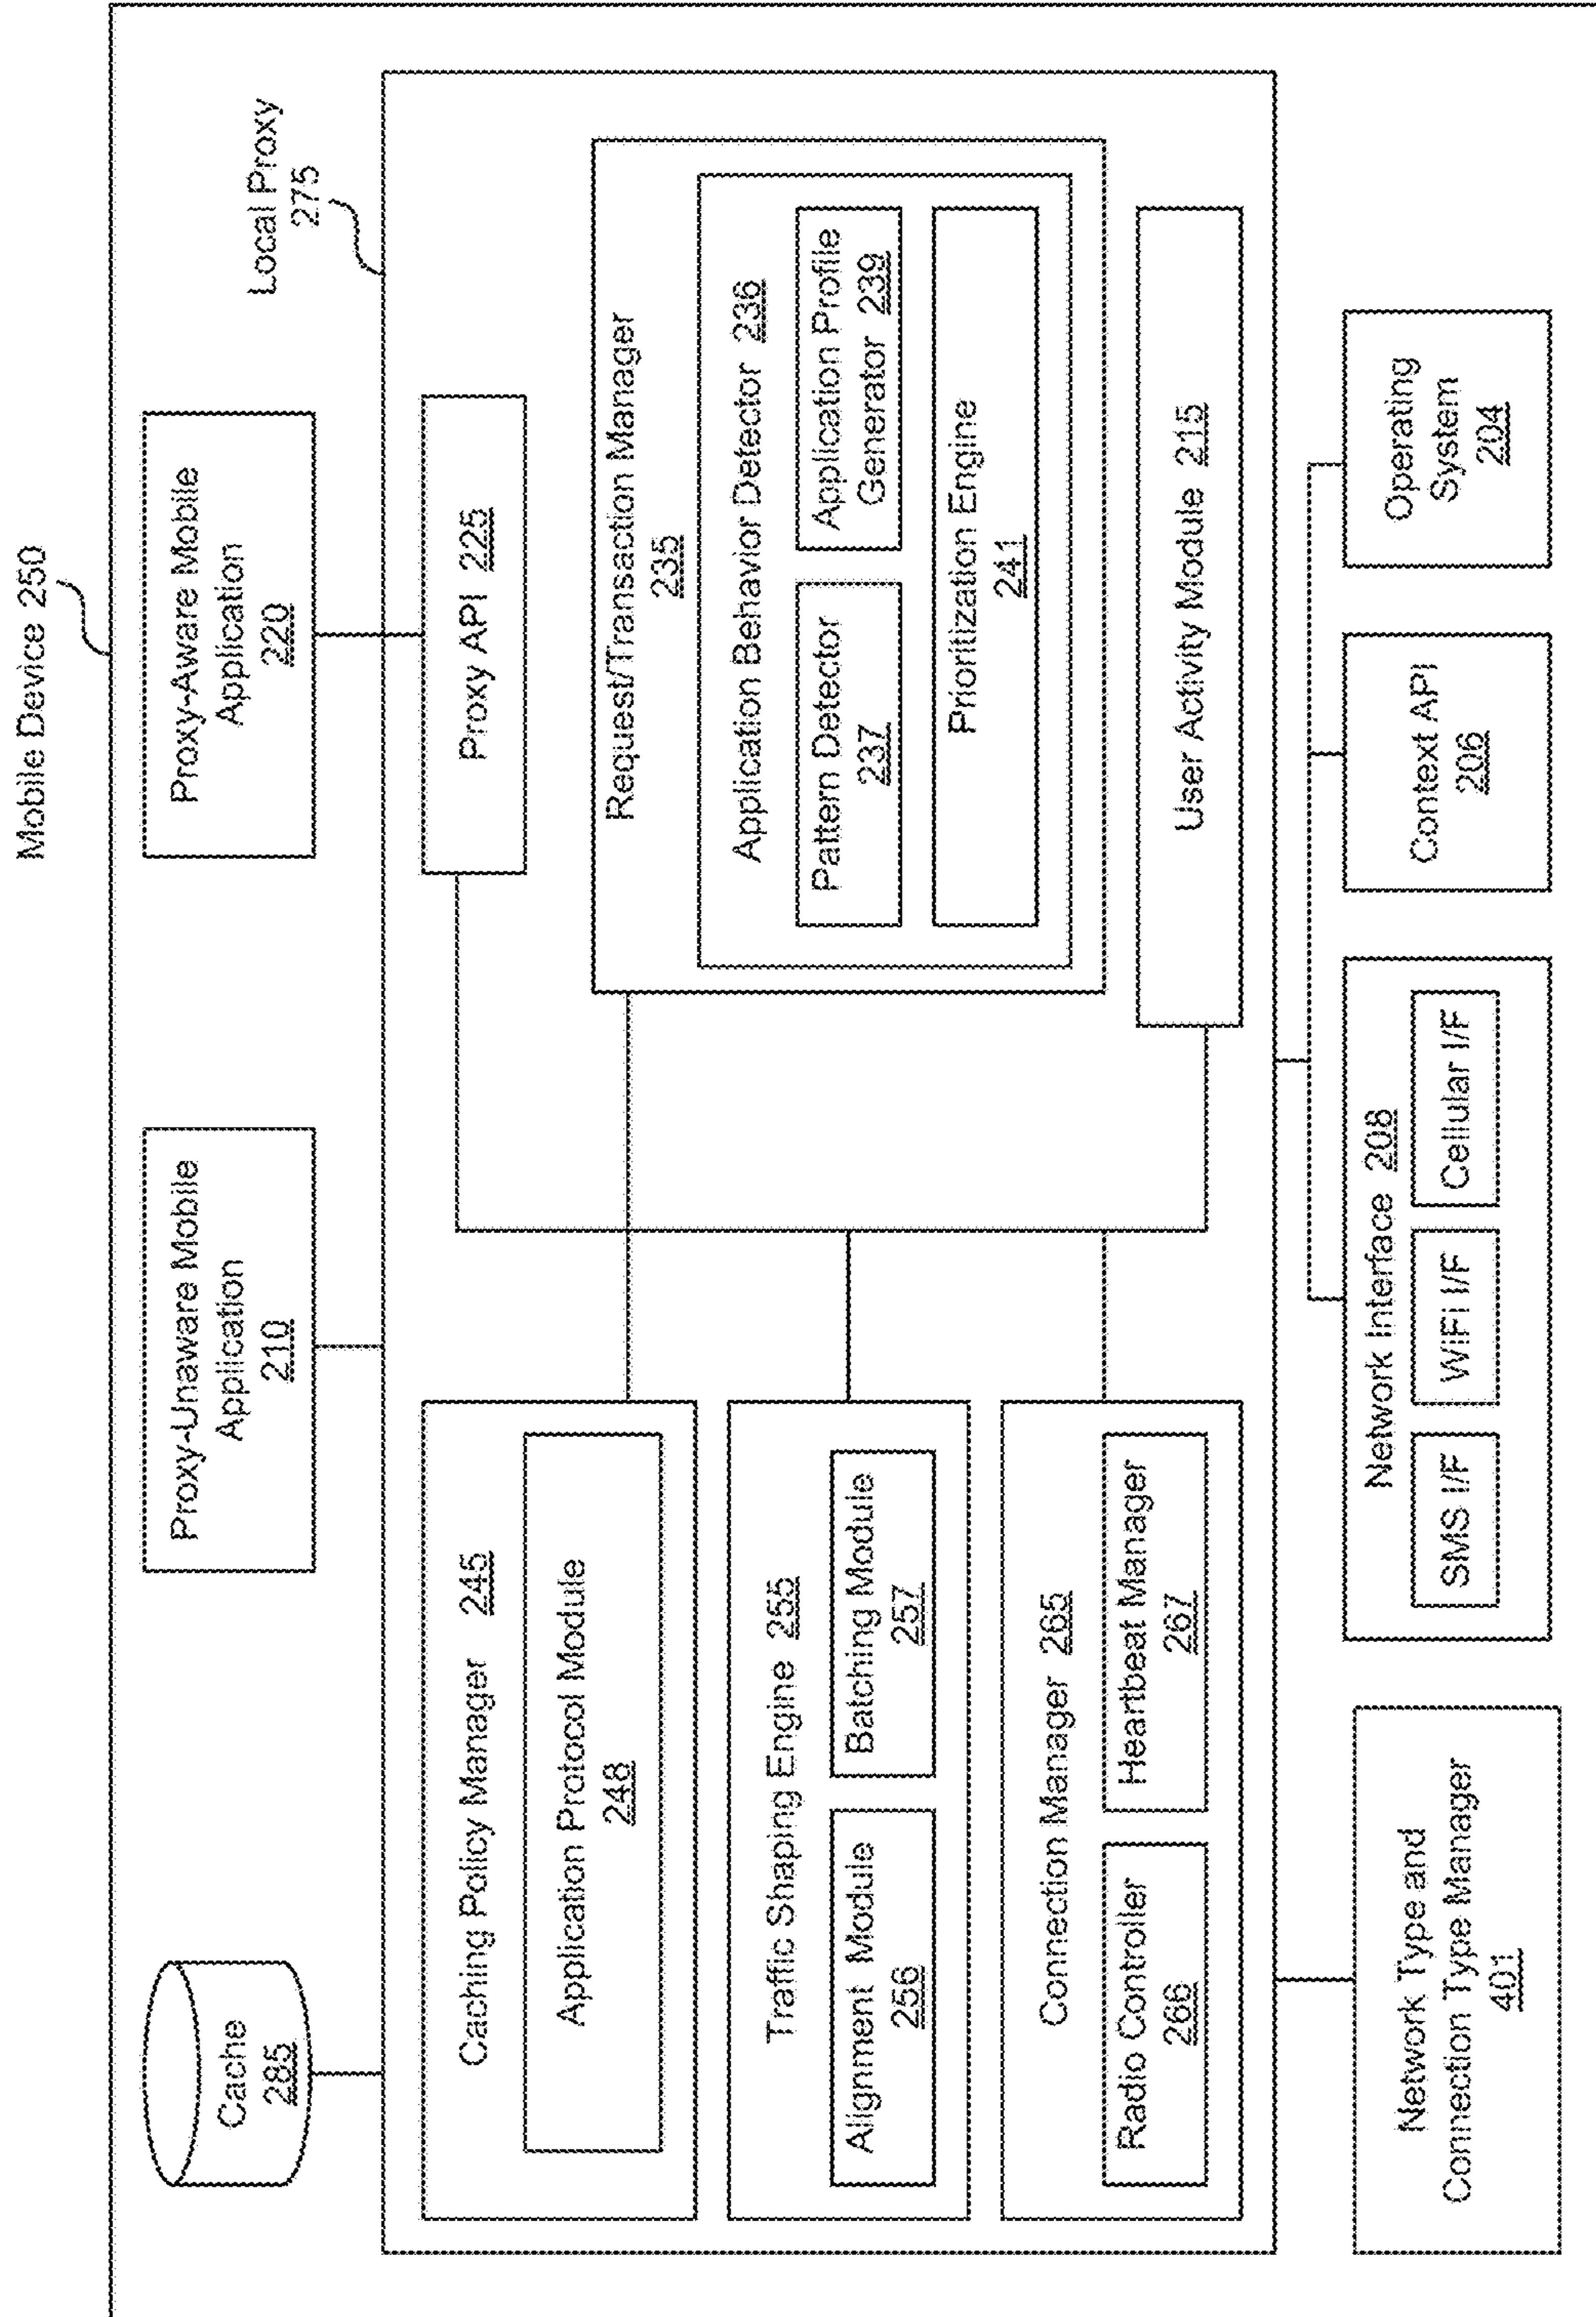 Mobile Device 250
Local Proxy
275
Cache
285
Proxy-Unaware Mobile
Application
210
Proxy-Aware Mobile
Application
220
Proxy API 225
Caching Policy Manager 245
Application Protocol Module
248
Traffic Shaping Engine 255
Alignment Module
256
Batching Module
257
Connection Manager 265
Radio Controller
266
Heartbeat Manager
267
Request/Transaction Manager
235
Application Behavior Detector 236
Pattern Detector
237
Application Profile
Generator 239
Prioritization Engine
241
User Activity Module 215
Network Type and
Connection Type Manager
401
Network Interface 208
SMS I/F
WiFi I/F
Cellular I/F
Context API
206
Operating
System
204